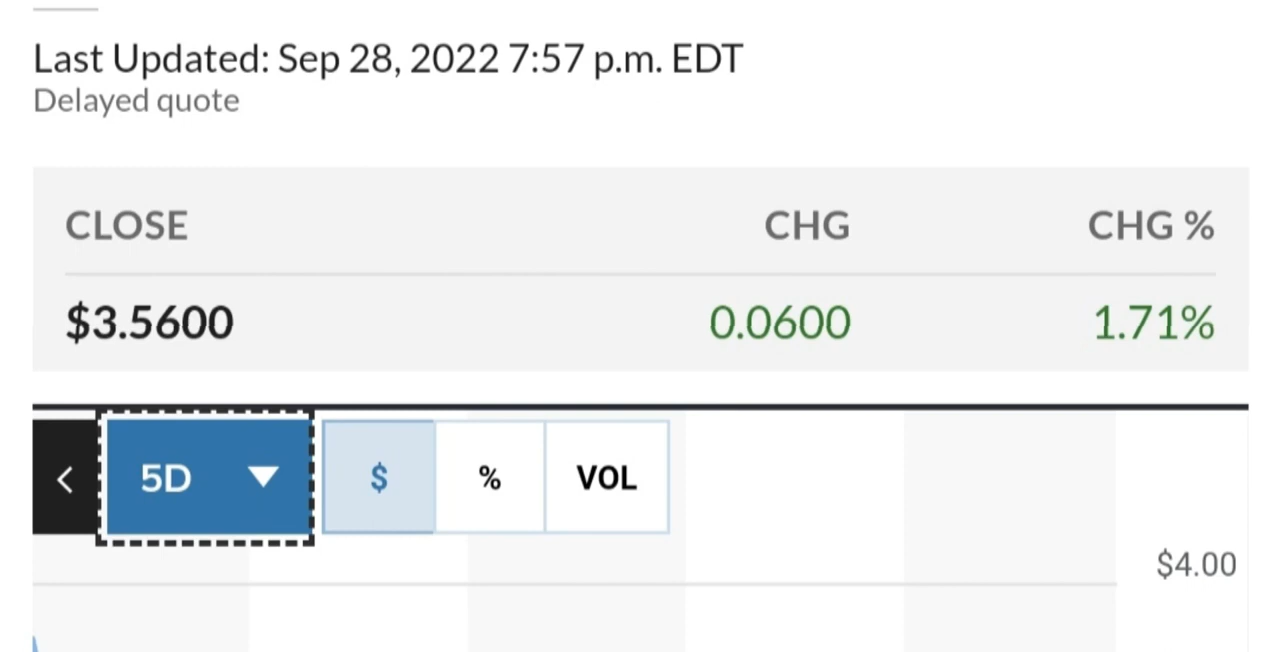 Last Updated: Sep 28, 2022 7:57 p.m. EDT
Delayed quote
CLOSE CHG CHG %
$3.5600 0.0600 1.71%
5D $ % VOL
$4.00